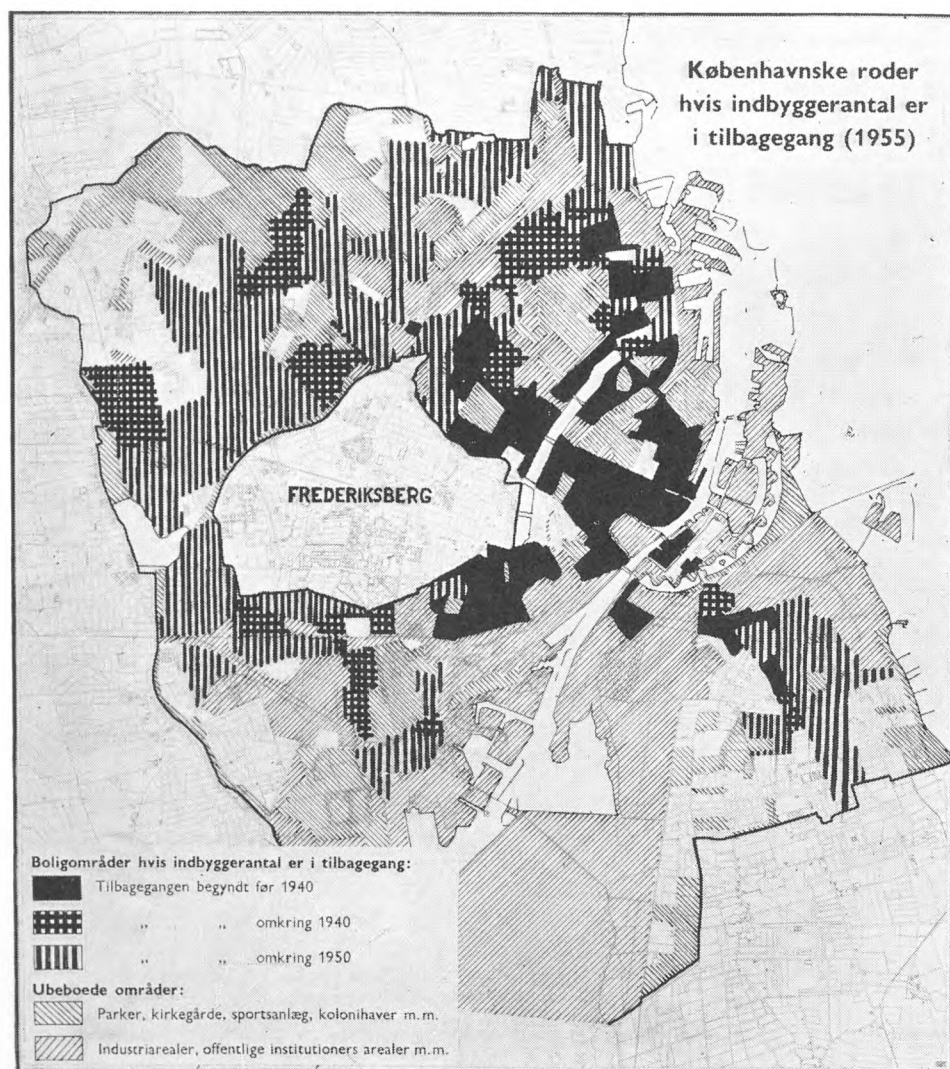 Københavnske roder
hvis indbyggerantal er
i tilbagegang (1955)
FREDERIKSBERG
Boligområder hvis indbyggerantal er i tilbagegang:
Tilbagegangen begyndt før 1940
„ „ omkring 1940
„ „ omkring 1950
Ubeboede områder:
Parker, kirkegårde, sportsanlæg, kolonihaver m.m.
Industriarealer, offentlige institutioners arealer m.m.